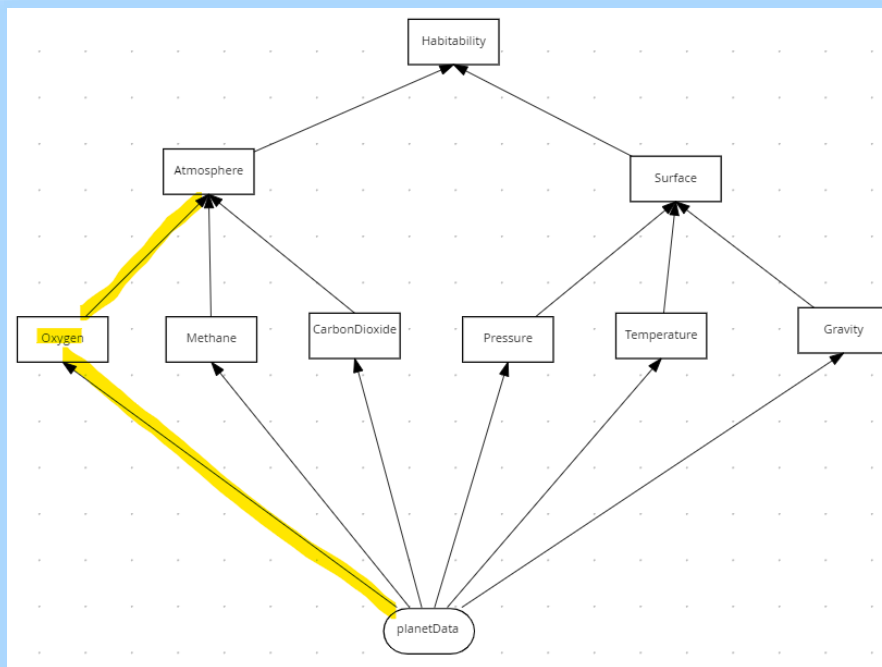 Habitability
Atmosphere
Surface
Oxygen
Methane
CarbonDioxide
Pressure
Temperature
Gravity
planetData